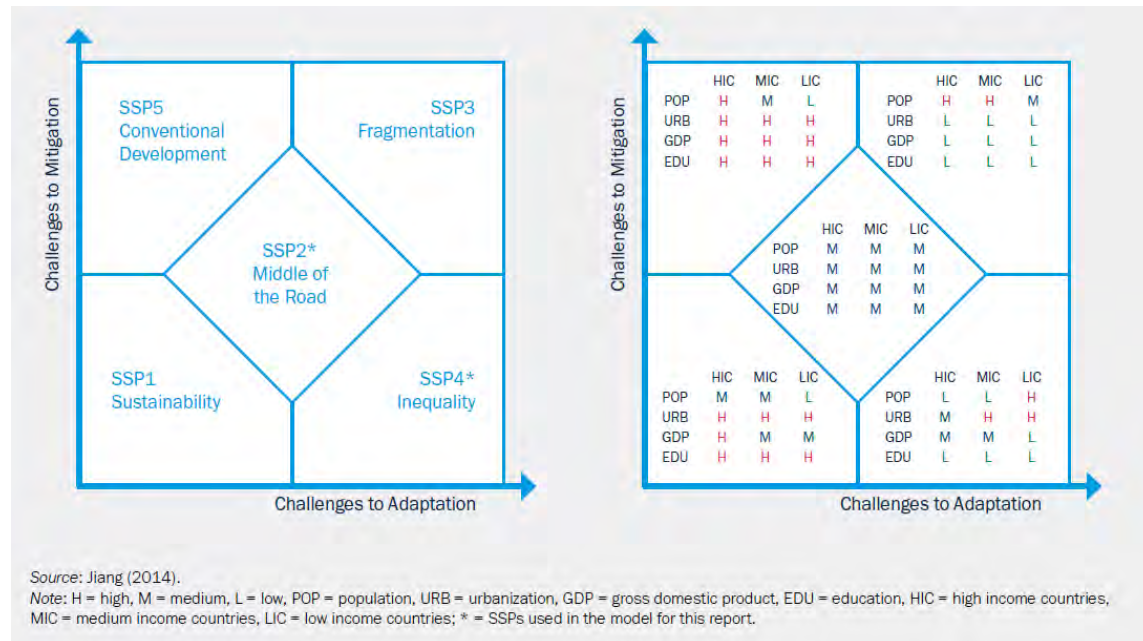 Challenges to Mitigation
SSP5
Conventional
Development
SSP3
Fragmentation
SSP2*
Middle of
the Road
SSP1
Sustainability
SSP4*
Inequality
Challenges to Adaptation
Challenges to Mitigation
HIC MIC LIC
POP H M L
URB H H H
GDP H H H
EDU H H H
HIC MIC LIC
POP H H M
URB L L L
GDP L L L
EDU L L L
HIC MIC LIC
POP M M M
URB M M M
GDP M M M
EDU M M M
HIC MIC LIC
POP M M L
URB H H H
GDP H M M
EDU H H H
HIC MIC LIC
POP L L H
URB M H H
GDP M M L
EDU L L L
Challenges to Adaptation
Source: Jiang (2014).
Note: H = high, M = medium, L = low, POP = population, URB = urbanization, GDP = gross domestic product, EDU = education, HIC = high income countries,
MIC = medium income countries, LIC = low income countries; * = SSPs used in the model for this report.